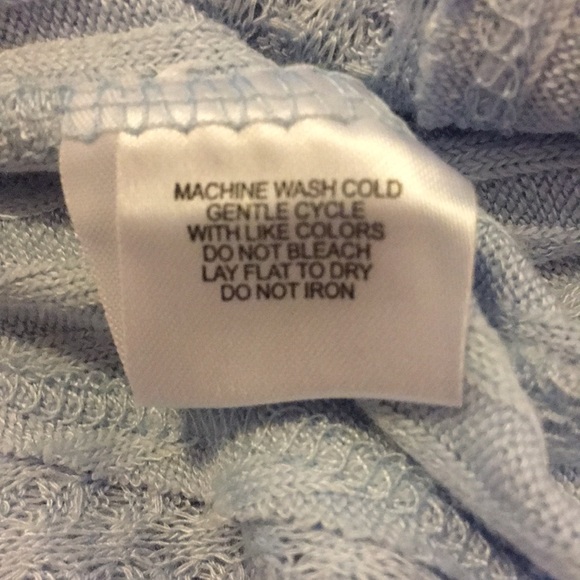 MACHINE WASH COLD
GENTLE CYCLE
WITH LIKE COLORS
DO NOT BLEACH
LAY FLAT TO DRY
DO NOT IRON